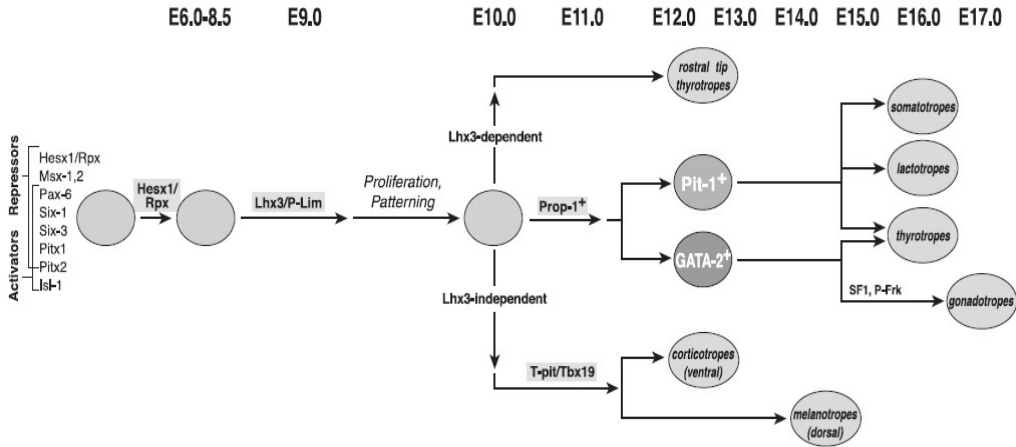 E6.0-8.5 E9.0 E10.0 E11.0 E12.0 E13.0 E14.0 E15.0 E16.0 E17.0
rostral tip
thyrotropes
somatotropes
Lhx3-dependent
Activators Repressors
Hesx1/Rpx
Msx-1,2
Pax-6
Six-1
Six-3
Pitx1
Pitx2
Isl-1
Hesx1/
Rpx
Lhx3/P-Lim
Proliferation,
Patterning
Prop-1+
Pit-1+
lactotropes
GATA-2+
thyrotropes
SF1, P-Frk
gonadotropes
Lhx3-independent
T-pit/Tbx19
corticotropes
(ventral)
melanotropes
(dorsal)